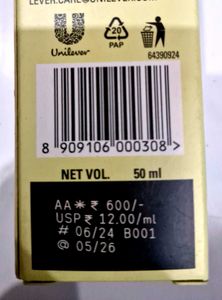 LEVER.CARE@UNILEVER.COM
Unilever
20
PAP
64390924
8 909106 000308 >
NET VOL. 50 ml
AA* ₹ 600/-
USP ₹ 12.00/ml
# 06/24 B001
@ 05/26